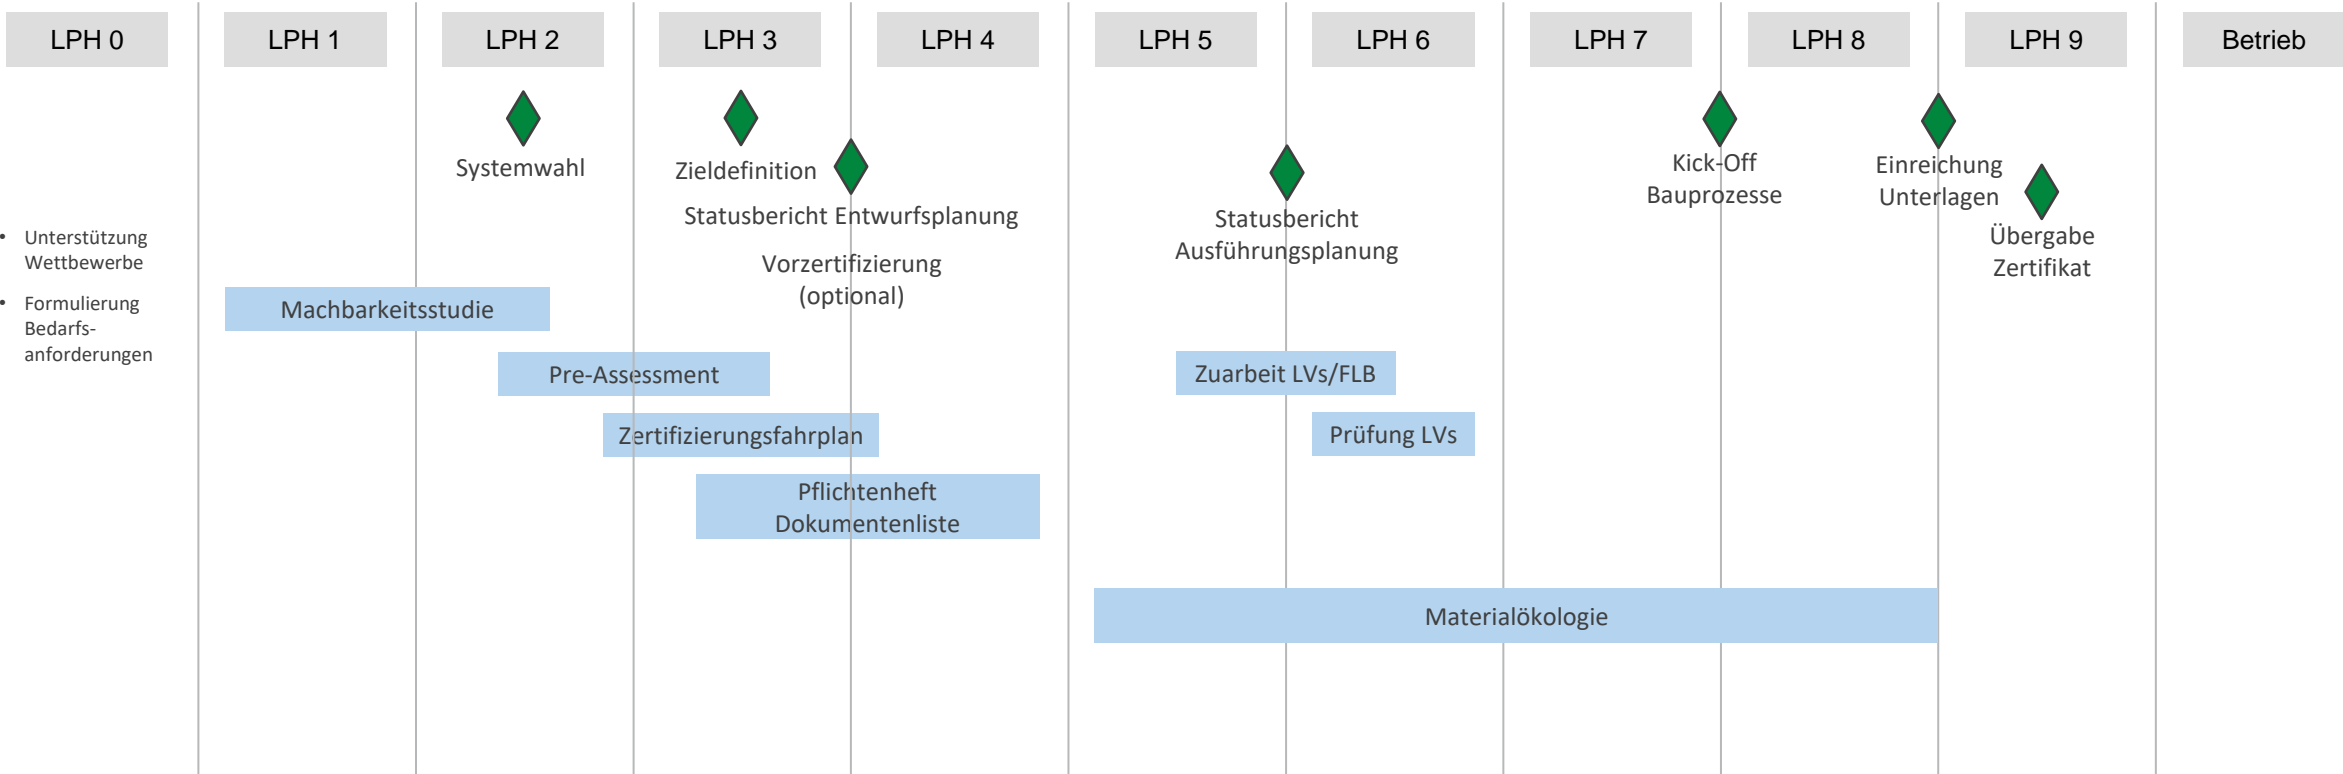 LPH 0
LPH 1
LPH 2
LPH 3
LPH 4
LPH 5
LPH 6
LPH 7
LPH 8
LPH 9
Betrieb
Systemwahl
Zieldefinition
Statusbericht Entwurfsplanung
Vorzertifizierung
(optional)
Statusbericht
Ausführungsplanung
Kick-Off
Bauprozesse
Einreichung
Unterlagen
Übergabe
Zertifikat
• Unterstützung
Wettbewerbe
• Formulierung
Bedarfs-
anforderungen
Machbarkeitsstudie
Pre-Assessment
Zuarbeit LVs/FLB
Zertifizierungsfahrplan
Prüfung LVs
Pflichtenheft
Dokumentenliste
Materialökologie